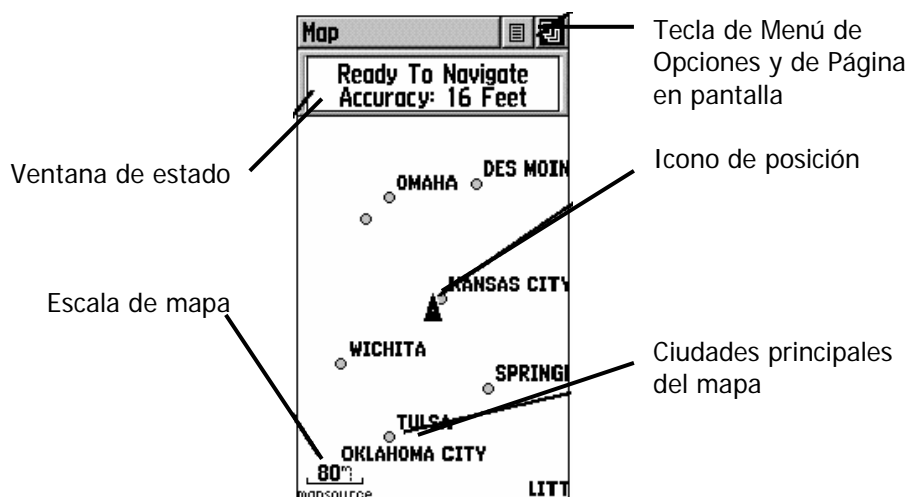 Map
Ready To Navigate
Accuracy: 16 Feet
Tecla de Menú de
Opciones y de Página
en pantalla
Ventana de estado
Icono de posición
DES MOIN
OMAHA
KANSAS CITY
Escala de mapa
WICHITA
Ciudades principales
del mapa
SPRINGI
TULSA
OKLAHOMA CITY
80m
mapsource
LITT